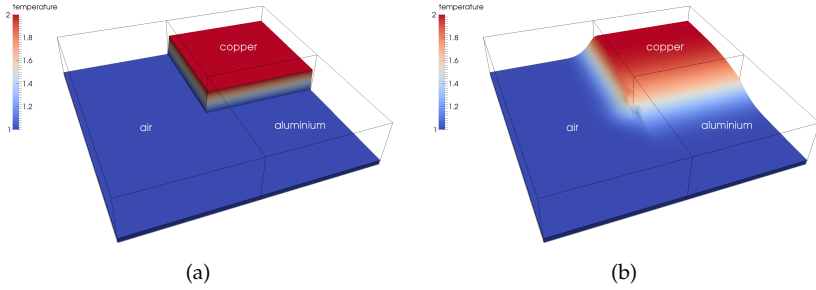 temperature
2
1.8
1.6
1.4
1.2
1
copper
air
aluminium
(a)
temperature
2
1.8
1.6
1.4
1.2
1
copper
air
aluminium
(b)